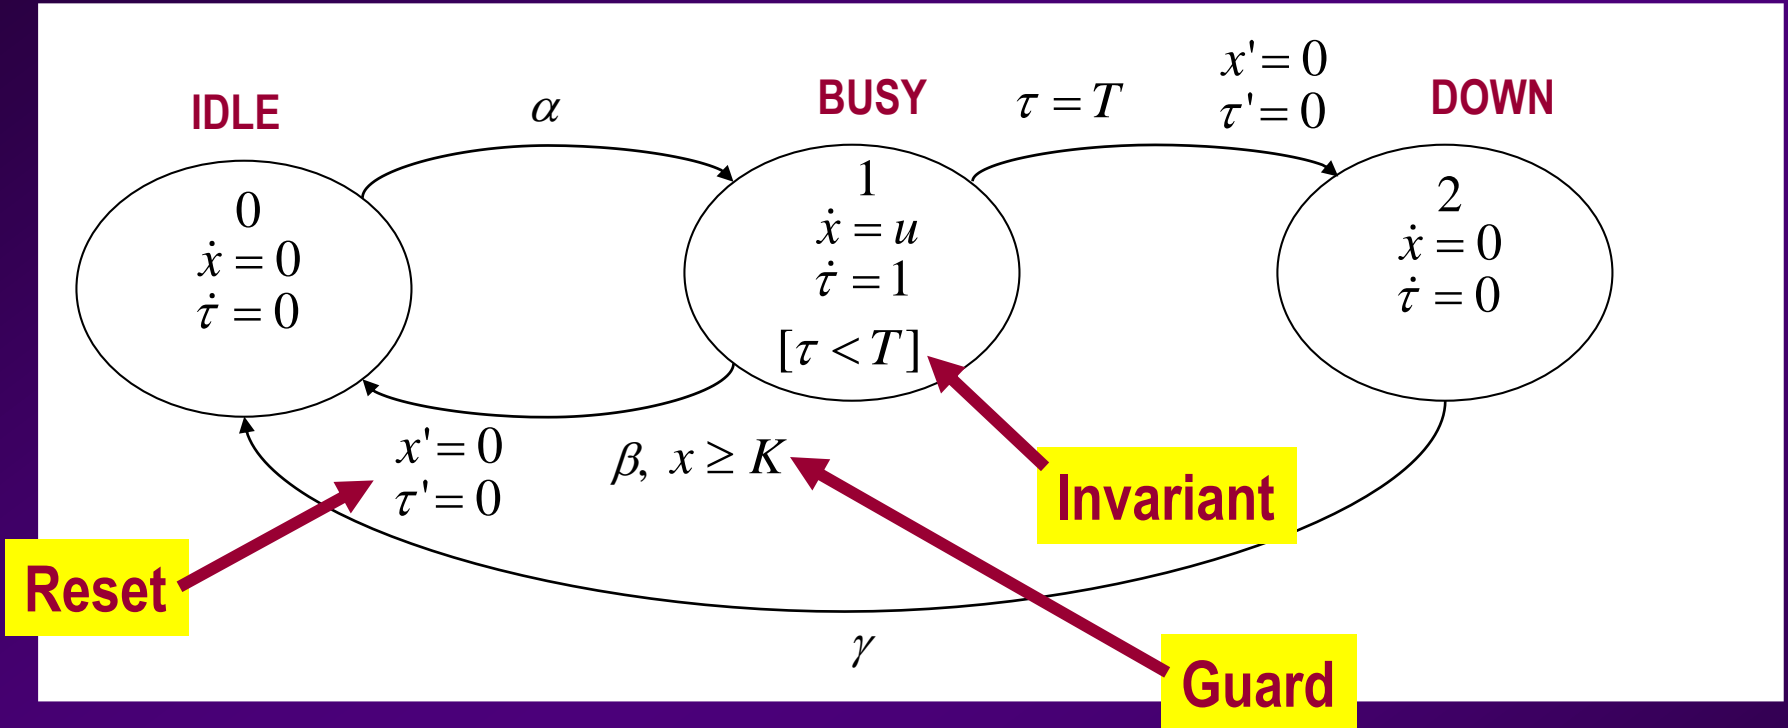 IDLE
α
BUSY
τ = T
x' = 0
τ' = 0
DOWN
0
ẋ = 0
τ̇ = 0
1
ẋ = u
τ̇ = 1
[τ < T]
2
ẋ = 0
τ̇ = 0
x' = 0
τ' = 0
β, x ≥ K
Invariant
Reset
γ
Guard